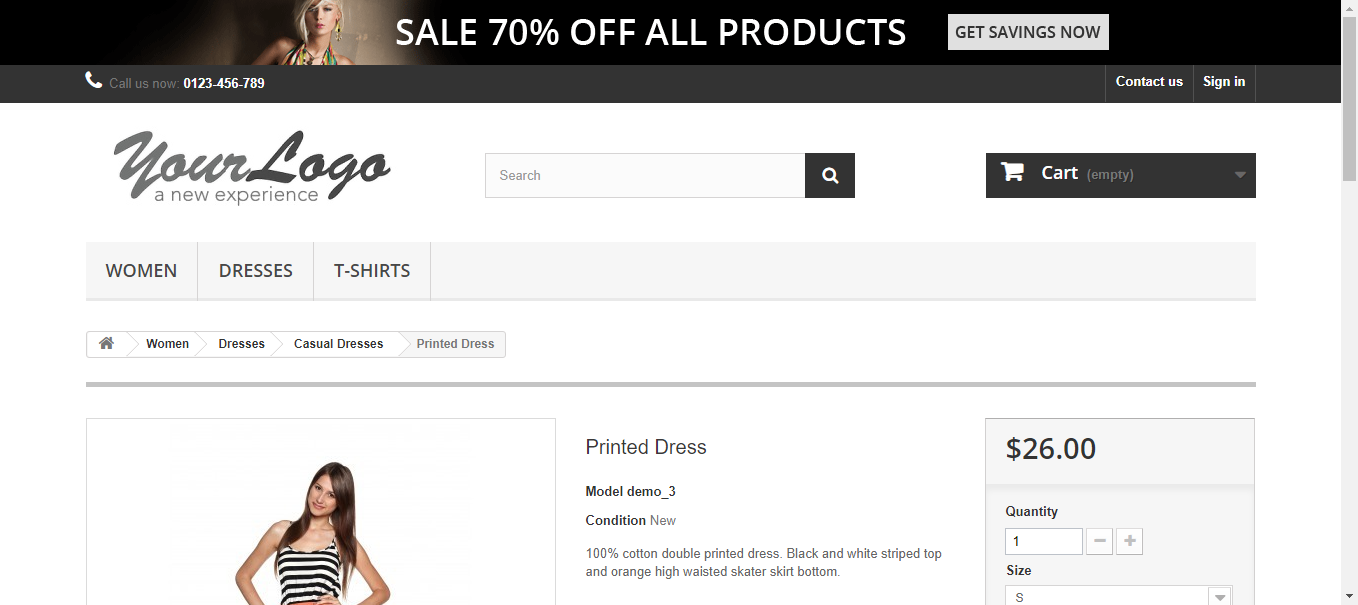 SALE 70% OFF ALL PRODUCTS GET SAVINGS NOW
Call us now: 0123-456-789 Contact us Sign in
YourLogo
a new experience
Search
Cart (empty)
WOMEN DRESSES T-SHIRTS
Women Dresses Casual Dresses Printed Dress
Printed Dress
Model demo_3
Condition New
100% cotton double printed dress. Black and white striped top
and orange high waisted skater skirt bottom.
$26.00
Quantity
1
Size
S